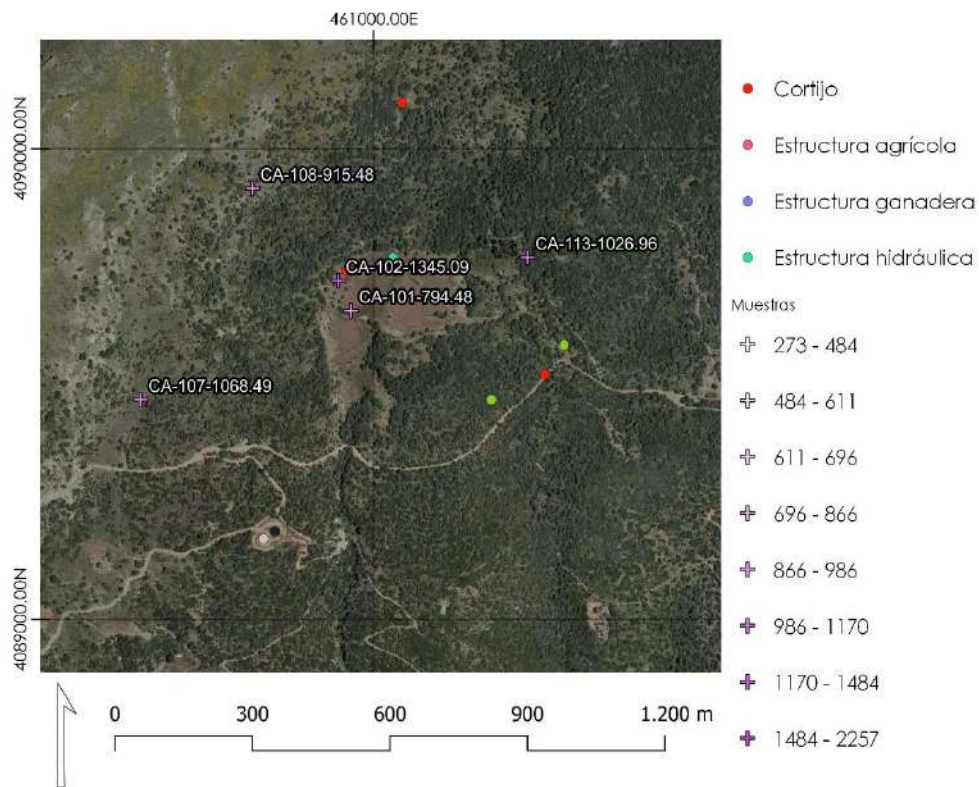 461000.00E
4090000.00N
4089000.00N
CA-108-915.48
CA-113-1026.96
CA-102-1345.09
CA-101-794.48
CA-107-1068.49
Cortijo
Estructura agrícola
Estructura ganadera
Estructura hidráulica
Muestras
273 - 484
484 - 611
611 - 696
696 - 866
866 - 986
986 - 1170
1170 - 1484
1484 - 2257
0 300 600 900 1.200 m